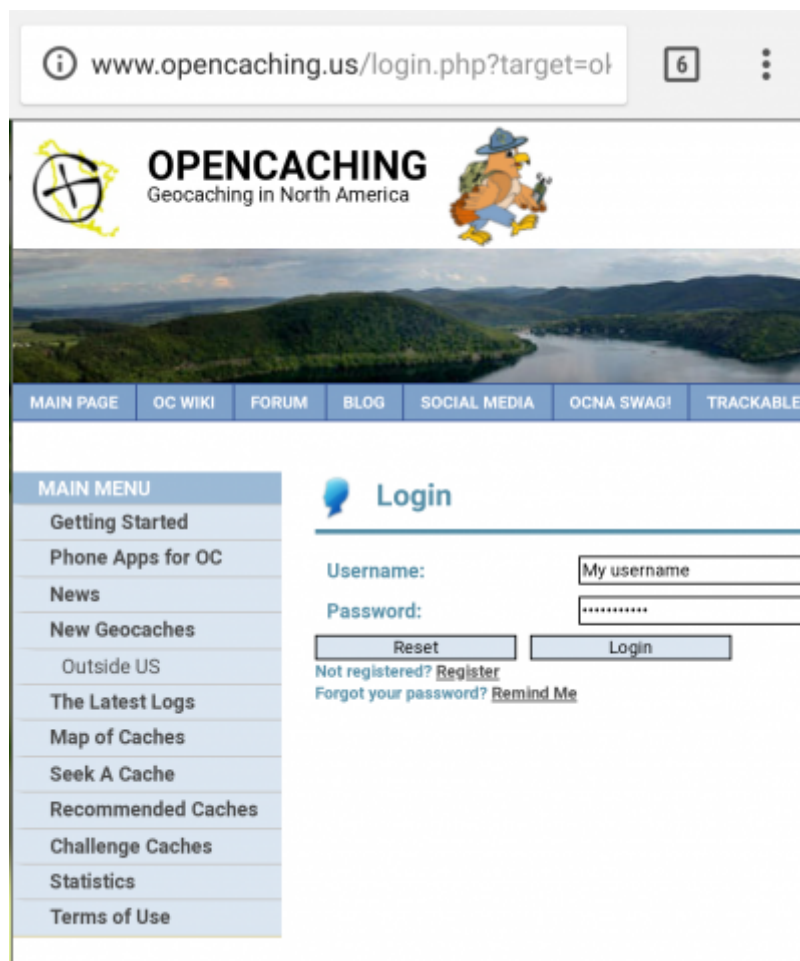 www.opencaching.us/login.php?target=ok
6
OPENCACHING
Geocaching in North America
MAIN PAGE OC WIKI FORUM BLOG SOCIAL MEDIA OCNA SWAG! TRACKABLE
MAIN MENU
Getting Started
Phone Apps for OC
News
New Geocaches
Outside US
The Latest Logs
Map of Caches
Seek A Cache
Recommended Caches
Challenge Caches
Statistics
Terms of Use
Login
Username: My username
Password: •••••••••••
Reset Login
Not registered? Register
Forgot your password? Remind Me